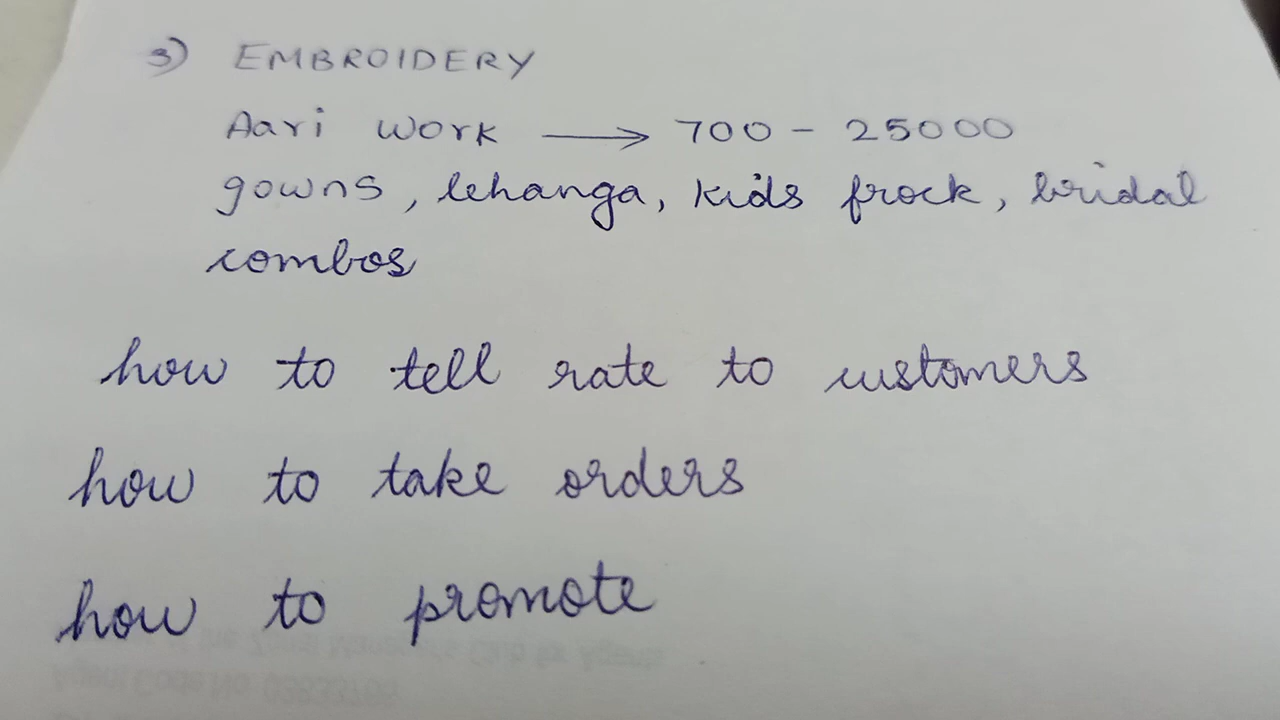 3) EMBROIDERY
Aari work → 700 - 25000
gowns, lehanga, kids frock, bridal
combos
how to tell rate to customers
how to take orders
how to promote